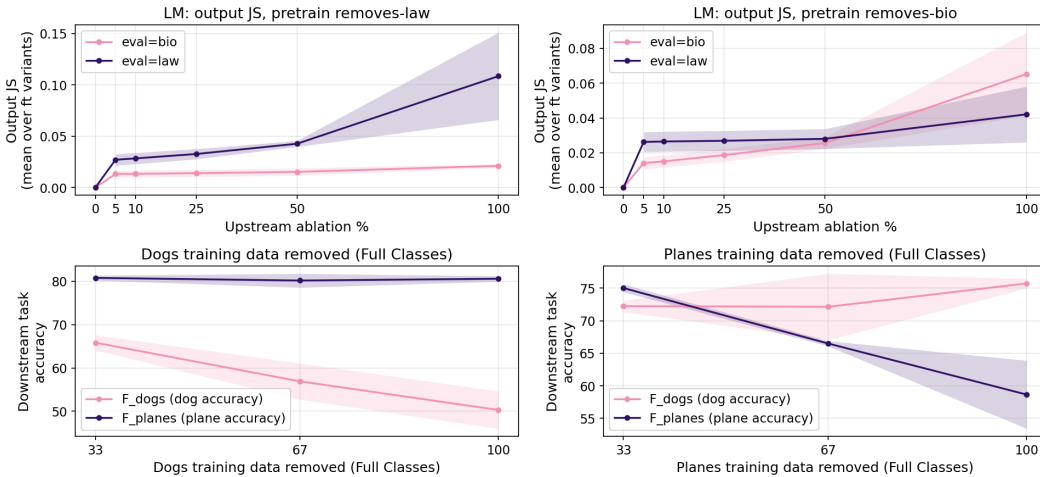 LM: output JS, pretrain removes-law
Output JS
(mean over ft variants)
0.15
0.10
0.05
0.00
eval=bio
eval=law
0 5 10 25 50 100
Upstream ablation %
LM: output JS, pretrain removes-bio
Output JS
(mean over ft variants)
0.08
0.06
0.04
0.02
0.00
eval=bio
eval=law
0 5 10 25 50 100
Upstream ablation %
Dogs training data removed (Full Classes)
Downstream task
accuracy
80
70
60
50
F_dogs (dog accuracy)
F_planes (plane accuracy)
33 67 100
Dogs training data removed (Full Classes)
Planes training data removed (Full Classes)
Downstream task
accuracy
75
70
65
60
55
F_dogs (dog accuracy)
F_planes (plane accuracy)
33 67 100
Planes training data removed (Full Classes)